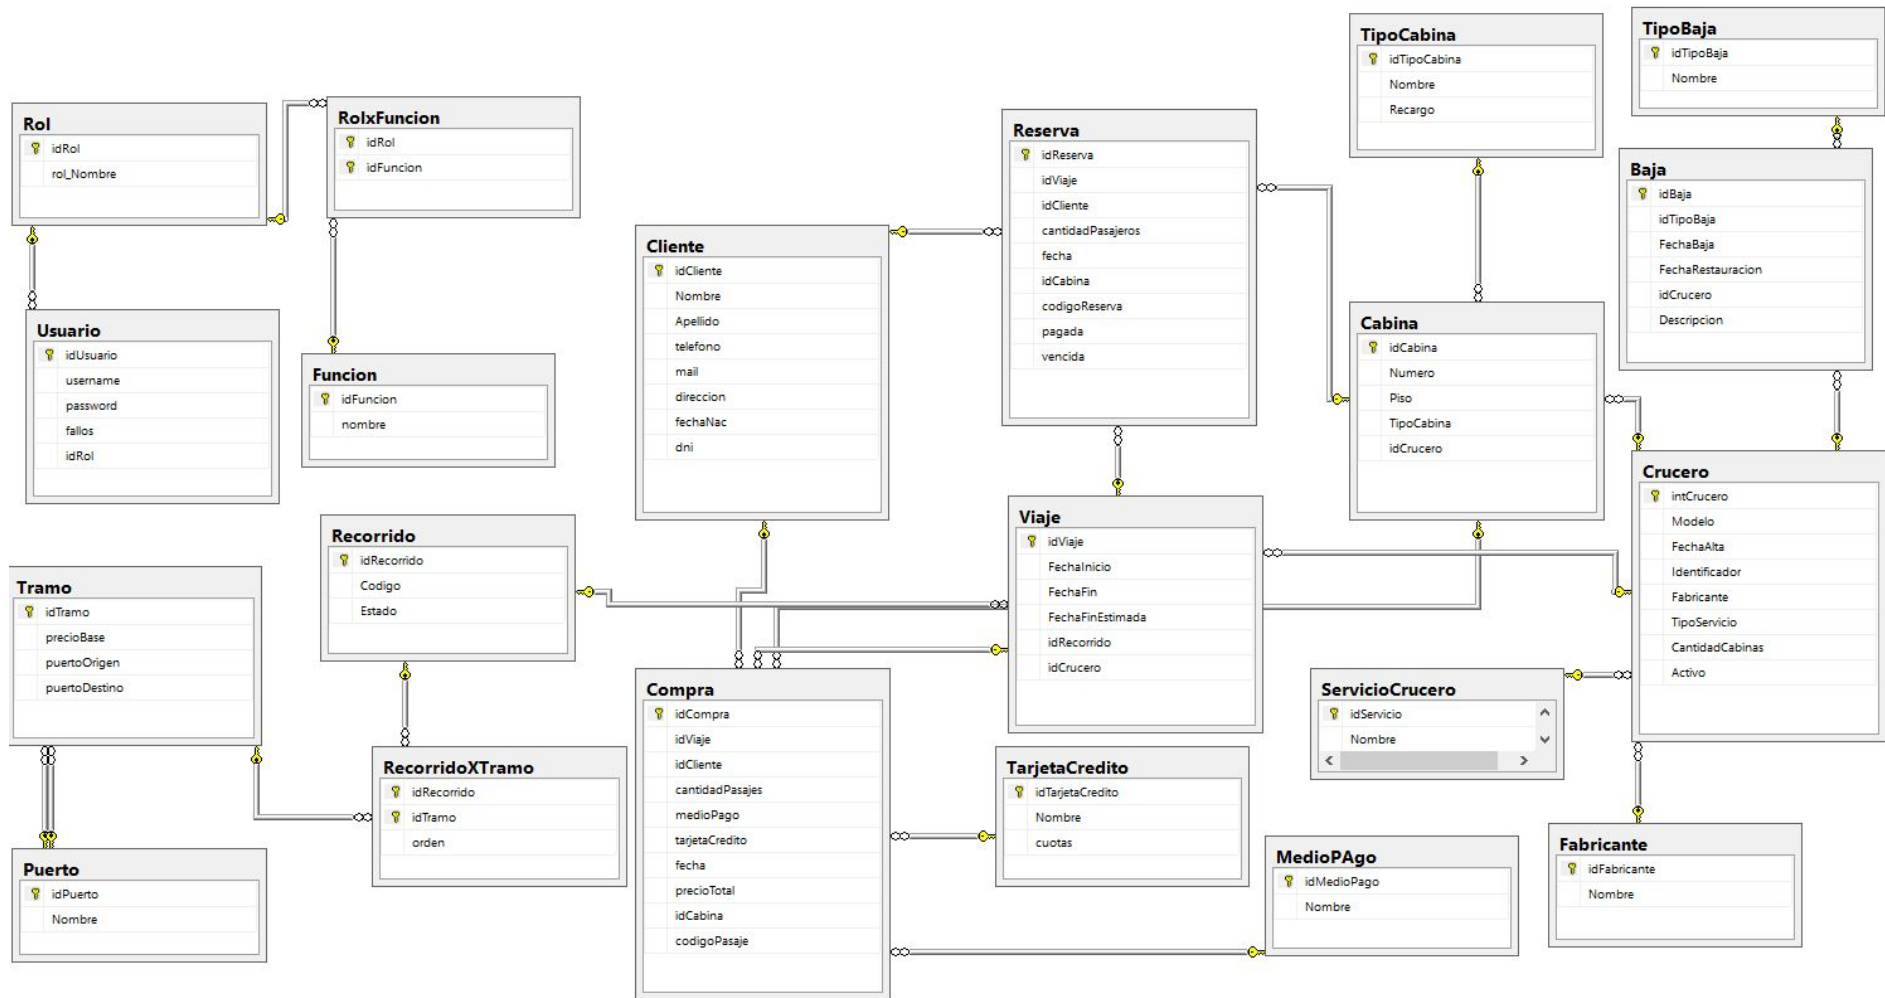 Rol
idRol
rol_Nombre
RolxFuncion
idRol
idFuncion
Usuario
idUsuario
username
password
fallos
idRol
Funcion
idFuncion
nombre
Cliente
idCliente
Nombre
Apellido
telefono
mail
direccion
fechaNac
dni
Reserva
idReserva
idViaje
idCliente
cantidadPasajeros
fecha
idCabina
codigoReserva
pagada
vencida
TipoCabina
idTipoCabina
Nombre
Recargo
TipoBaja
idTipoBaja
Nombre
Baja
idBaja
idTipoBaja
FechaBaja
FechaRestauracion
idCrucero
Descripcion
Cabina
idCabina
Numero
Piso
TipoCabina
idCrucero
Crucero
intCrucero
Modelo
FechaAlta
Identificador
Fabricante
TipoServicio
CantidadCabinas
Activo
Recorrido
idRecorrido
Codigo
Estado
Viaje
idViaje
FechaInicio
FechaFin
FechaFinEstimada
idRecorrido
idCrucero
Tramo
idTramo
precioBase
puertoOrigen
puertoDestino
Compra
idCompra
idViaje
idCliente
cantidadPasajes
medioPago
tarjetaCredito
fecha
precioTotal
idCabina
codigoPasaje
ServicioCrucero
idServicio
Nombre
RecorridoXTramo
idRecorrido
idTramo
orden
TarjetaCredito
idTarjetaCredito
Nombre
cuotas
Puerto
idPuerto
Nombre
MedioPAgo
idMedioPago
Nombre
Fabricante
idFabricante
Nombre